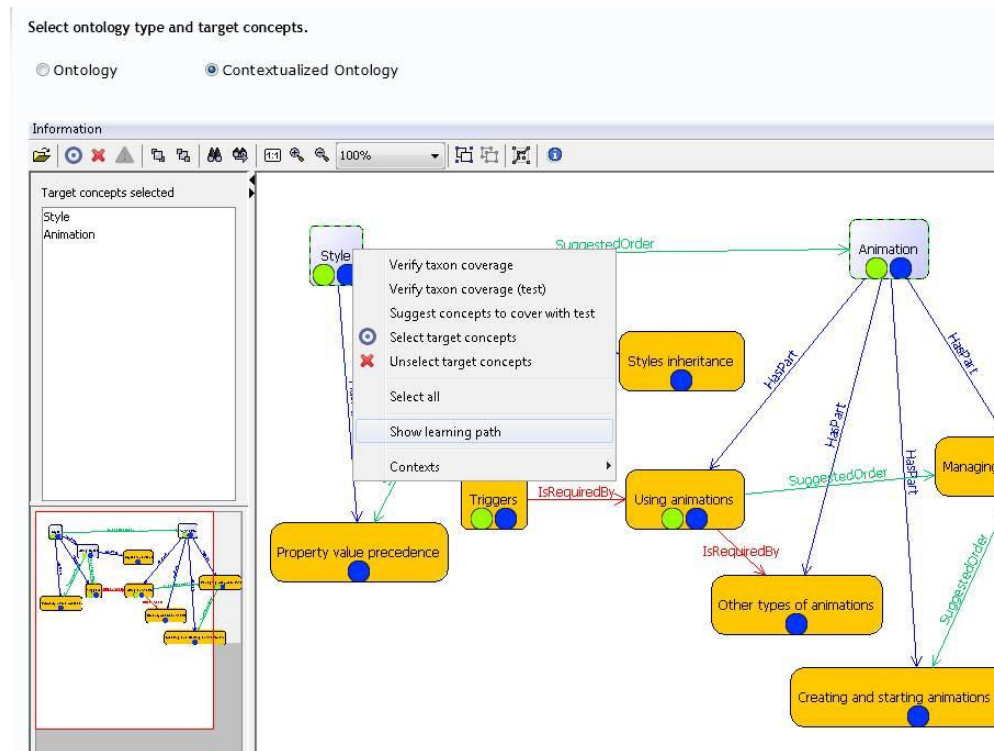 Select ontology type and target concepts.
Ontology
Contextualized Ontology
Information
1:1
100%
Target concepts selected
Style
Animation
Style
SuggestedOrder
Animation
Verify taxon coverage
Verify taxon coverage (test)
Suggest concepts to cover with test
Select target concepts
Unselect target concepts
Select all
Show learning path
Contexts
Styles inheritance
HasPart
HasPart
HasPart
HasPart
Managing
SuggestedOrder
Triggers
IsRequiredBy
Using animations
Property value precedence
IsRequiredBy
Other types of animations
SuggestedOrder
Creating and starting animations